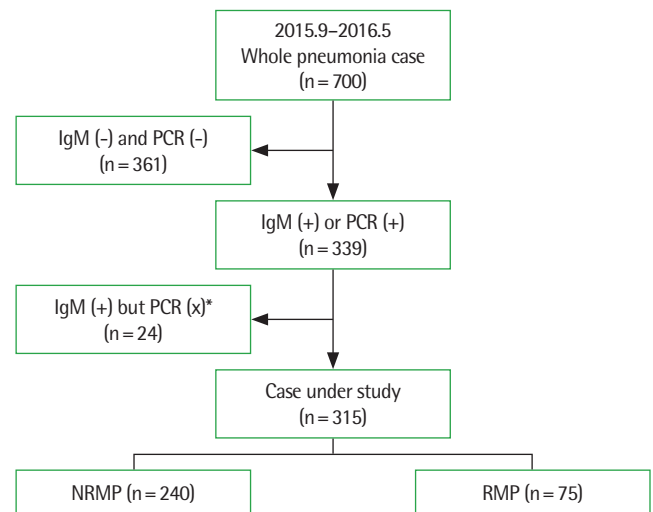 2015.9–2016.5
Whole pneumonia case
(n = 700)
IgM (-) and PCR (-)
(n = 361)
IgM (+) or PCR (+)
(n = 339)
IgM (+) but PCR (x)*
(n = 24)
Case under study
(n = 315)
NRMP (n = 240)
RMP (n = 75)